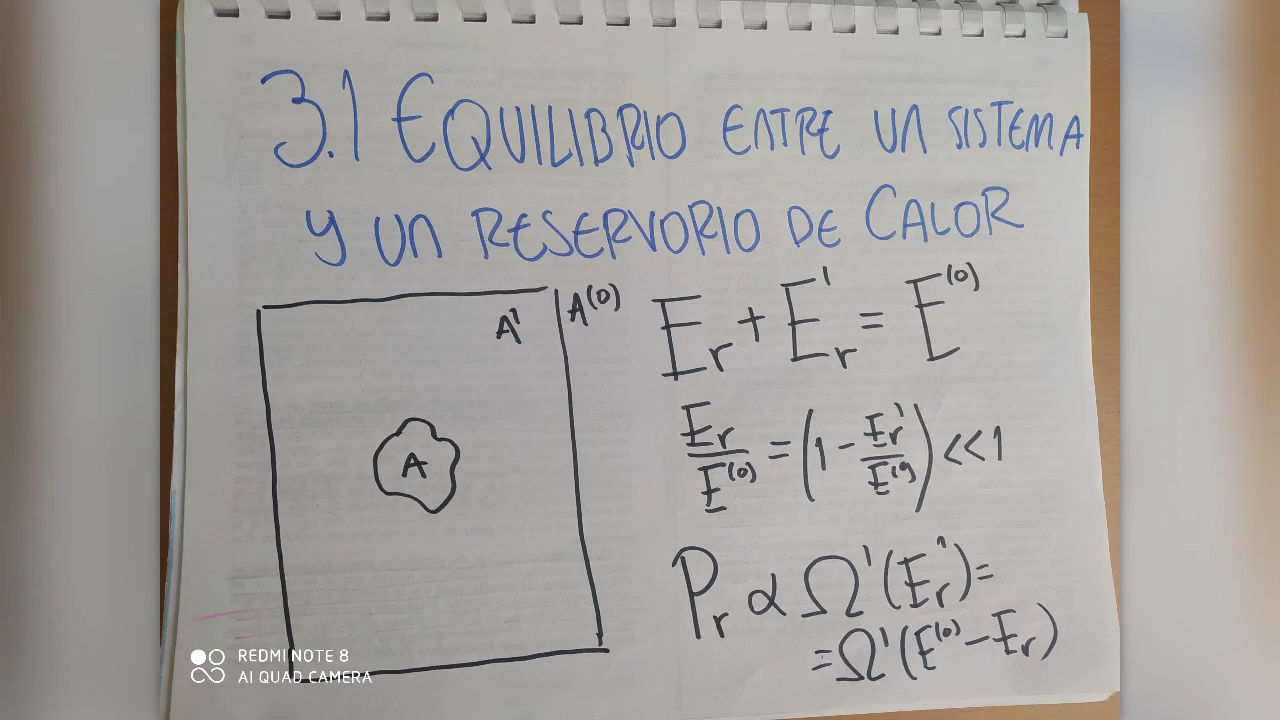 3.1 EQUILIBRIO ENTRE UN SISTEMA
Y UN RESERVORIO DE CALOR
A' A^(0)
A
E_r + E'_r = E^(0)
E_r/E^(0) = (1 - E'_r/E^(0)) << 1
P_r ∝ Ω'(E'_r) =
= Ω'(E^(0) - E_r)
REDMI NOTE 8
AI QUAD CAMERA